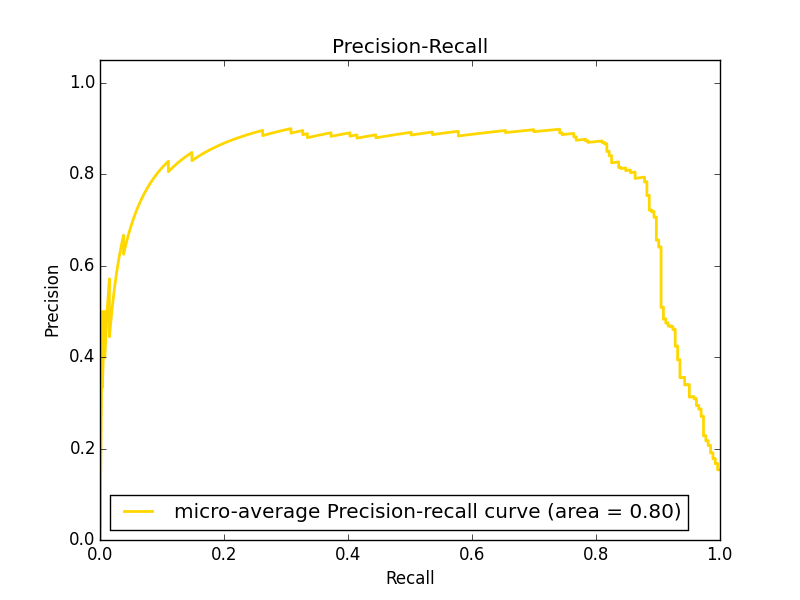 Precision-Recall
1.0
0.8
0.6
0.4
0.2
0.0
Precision
micro-average Precision-recall curve (area = 0.80)
0.0 0.2 0.4 0.6 0.8 1.0
Recall